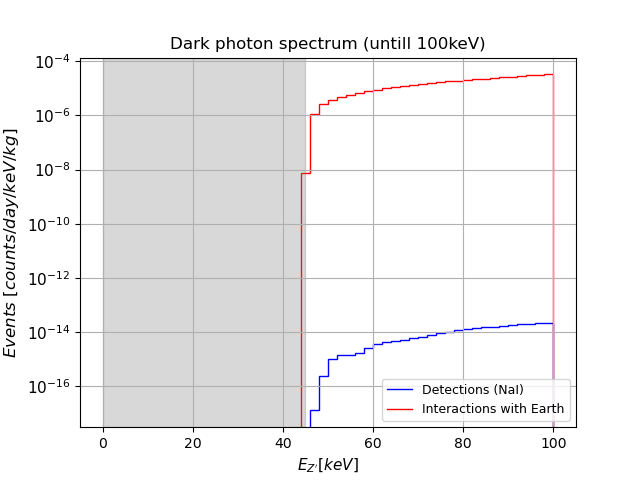 Dark photon spectrum (untill 100keV)
Events [counts/day/keV/kg]
10⁻⁴
10⁻⁶
10⁻⁸
10⁻¹⁰
10⁻¹²
10⁻¹⁴
10⁻¹⁶
Detections (NaI)
Interactions with Earth
0 20 40 60 80 100
E_Z′[keV]